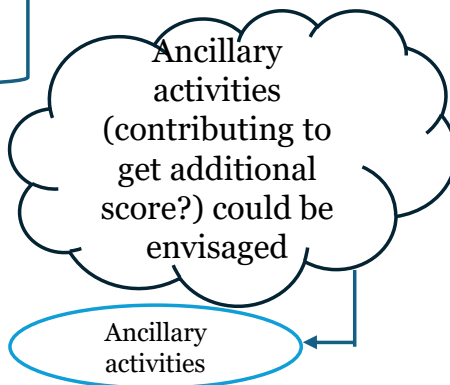 Ancillary
activities
(contributing to
get additional
score?) could be
envisaged
Ancillary
activities